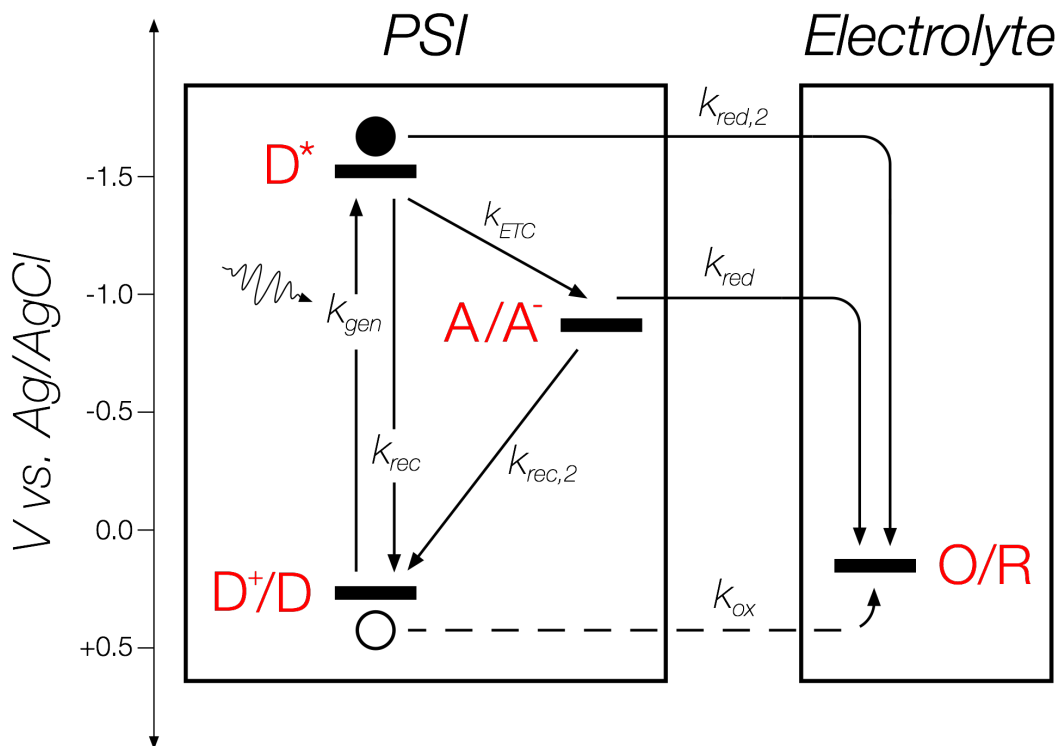 PSI
Electrolyte
k_red,2
D*
-1.5
k_ETC
-1.0
k_red
k_gen
A/A⁻
V vs. Ag/AgCl
-0.5
k_rec
k_rec,2
0.0
D⁺/D
O/R
k_ox
+0.5